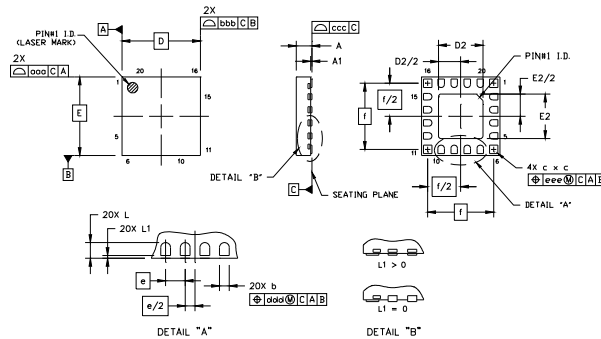 2X
bbb C B
A
D
PIN#1 I.D.
(LASER MARK)
2X
aaa C A
1
20
16
15
E
5
11
6
10
B
ccc C
A
A1
DETAIL "B"
C
SEATING PLANE
D2
D2/2
PIN#1 I.D.
16
20
1
15
E2/2
f/2
f
E2
5
11
10
6
4X c x c
eee M C A B
f/2
DETAIL "A"
f
20X L
20X L1
e
20X b
ddd M C A B
e/2
DETAIL "A"
L1 > 0
L1 = 0
DETAIL "B"